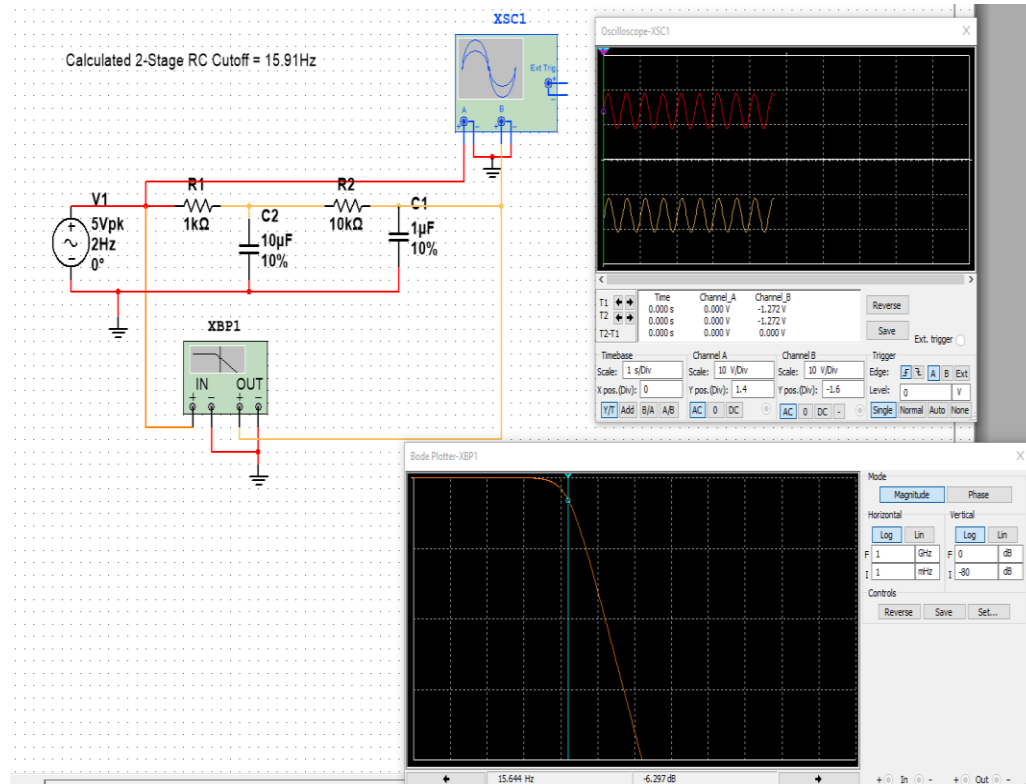 XSC1
Calculated 2-Stage RC Cutoff = 15.91Hz
Ext Trig
+
-
A
B
+ - + -
V1
5Vpk
2Hz
0°
R1
1kΩ
R2
10kΩ
C2
10µF
10%
C1
1µF
10%
XBP1
IN OUT
+ - + -
Oscilloscope-XSC1 X
< >
Time Channel_A Channel_B
T1 0.000 s 0.000 V -1.272 V
T2 0.000 s 0.000 V -1.272 V
T2-T1 0.000 s 0.000 V 0.000 V
Reverse
Save
Ext. trigger
Timebase
Scale: 1 s/Div
X pos.(Div): 0
Y/T Add B/A A/B
Channel A
Scale: 10 V/Div
Y pos.(Div): 1.4
AC 0 DC
Channel B
Scale: 10 V/Div
Y pos.(Div): -1.6
AC 0 DC -
Trigger
Edge: A B Ext
Level: 0 V
Single Normal Auto None
Bode Plotter-XBP1 X
Mode
Magnitude Phase
Horizontal Vertical
Log Lin Log Lin
F 1 GHz F 0 dB
I 1 mHz I -80 dB
Controls
Reverse Save Set...
15.644 Hz -6.297 dB
+ In - + Out -